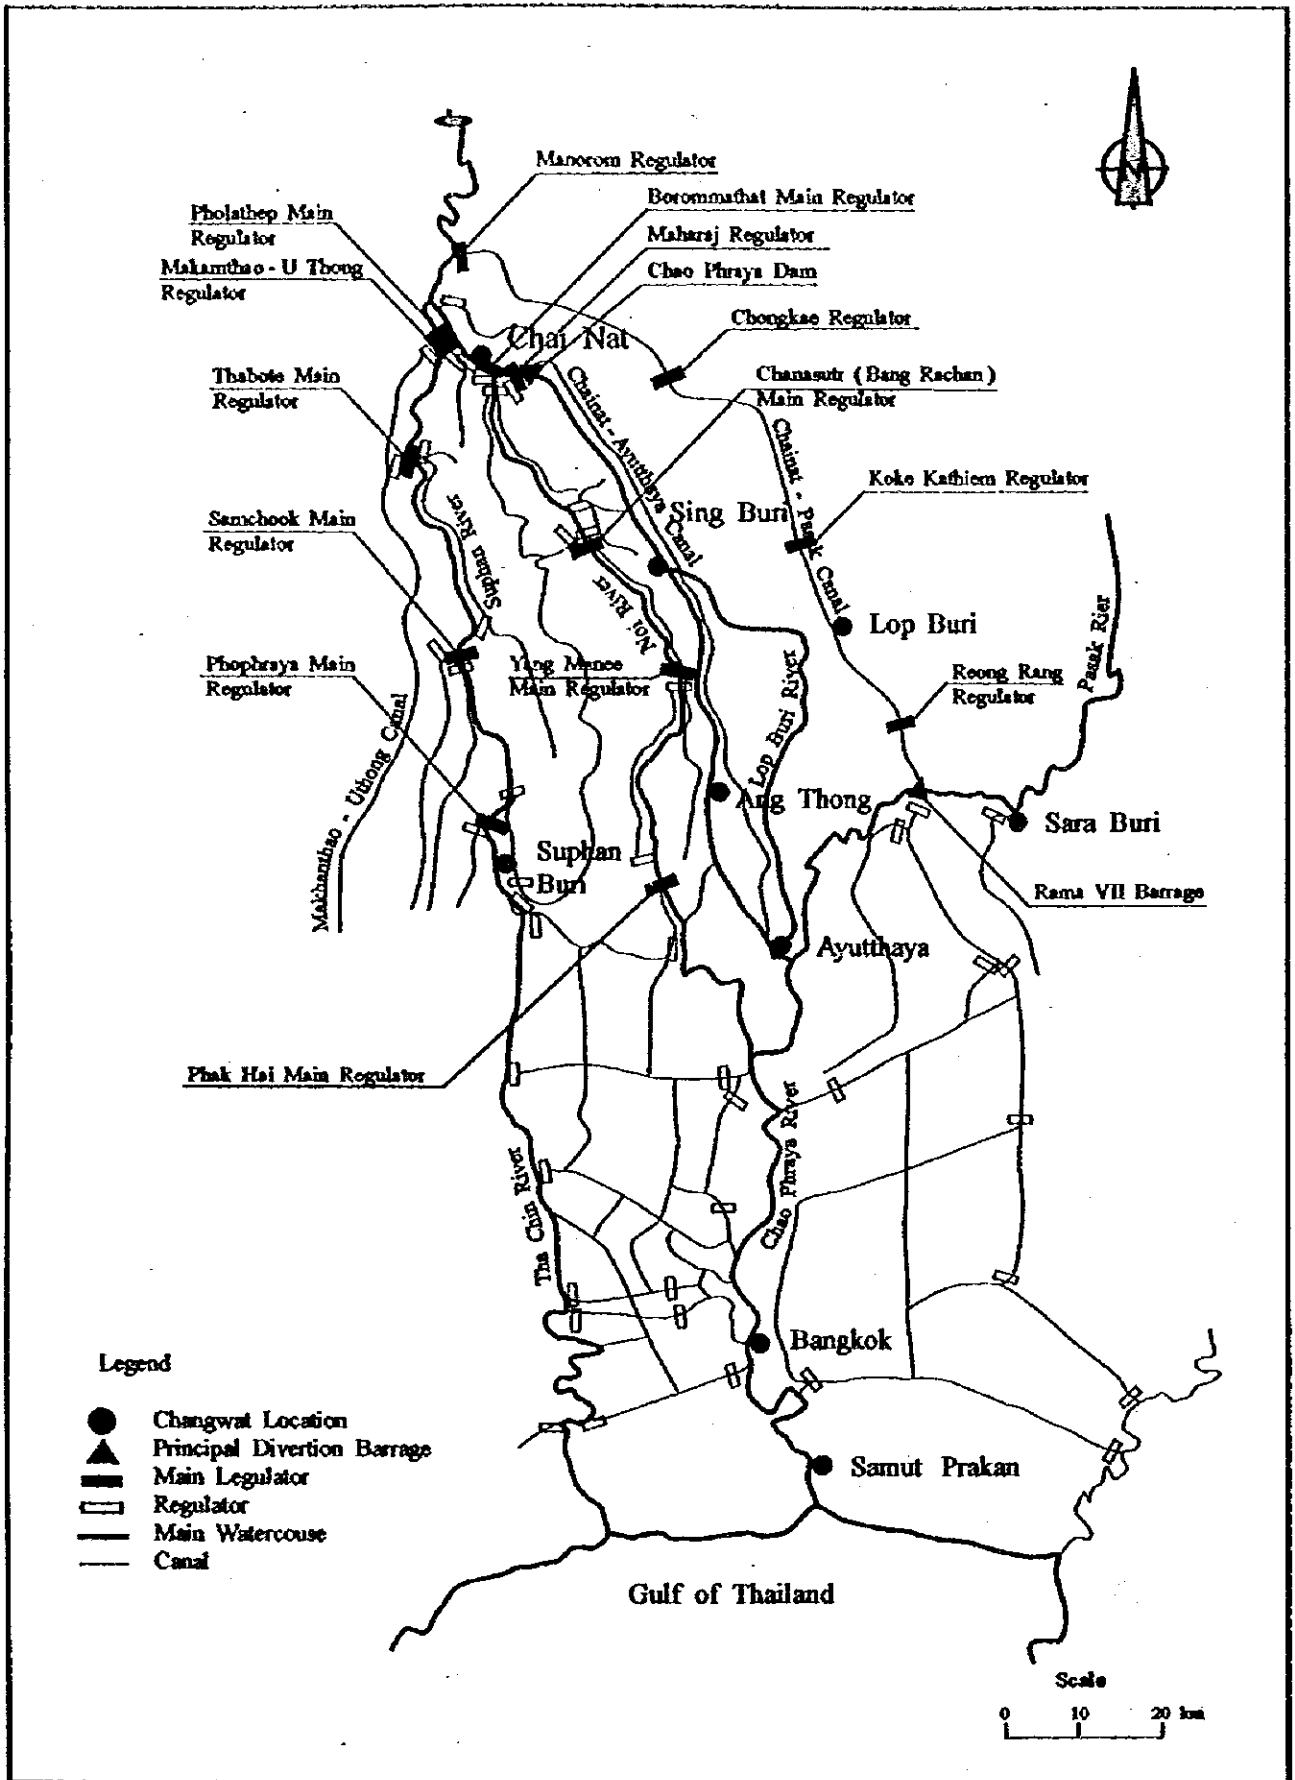 Manorom Regulator
Pholathep Main
Regulator
Borommathat Main Regulator
Maharaj Regulator
Makamthao - U Thong
Regulator
Chao Phraya Dam
N
Chongkae Regulator
Chai Nat
Thabote Main
Regulator
Chanasutr ( Bang Rachan )
Main Regulator
Chainat - Ayutthaya Canal
Chainat - Pasak Canal
Koke Kathiem Regulator
Sing Buri
Samchook Main
Regulator
Suphan River
Noi River
Lop Buri
Pasak Rier
Phophraya Main
Regulator
Yang Manee
Main Regulator
Reong Rang
Regulator
Lop Buri River
Makhamthao - Uthong Canal
Ang Thong
Sara Buri
Suphan
Buri
Rama VII Barrage
Ayutthaya
Phak Hai Main Regulator
Tha Chin River
Chao Phraya River
Bangkok
Legend
Changwat Location
Principal Divertion Barrage
Main Legulator
Regulator
Main Watercouse
Canal
Samut Prakan
Gulf of Thailand
Scale
0 10 20 km